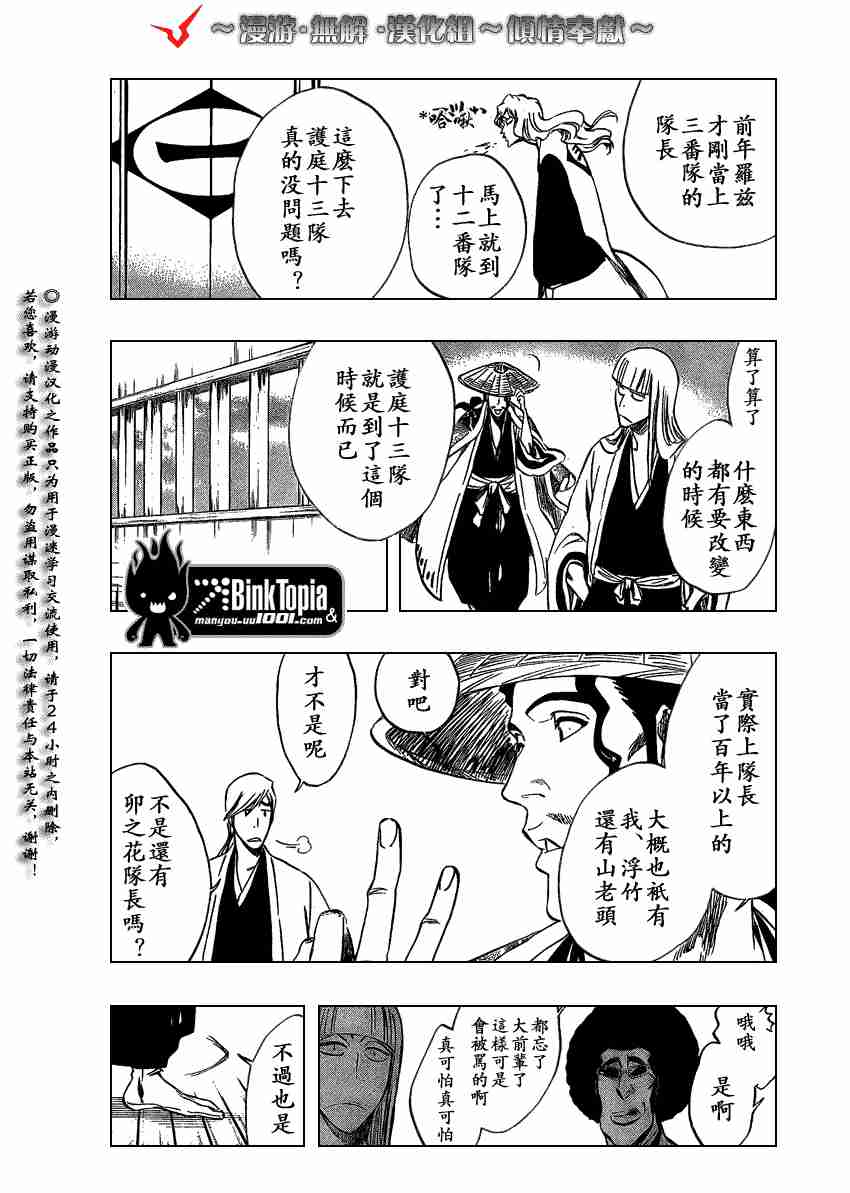 ～漫游·無解·漢化組～傾情奉獻～
前年羅兹
才剛當上
三番隊的
隊長
*哈啾
馬上就到
十二番隊
了…
這麼下去
護庭十三隊
真的没問題嗎？
算了算了
什麽東西
都有要改變
的時候
護庭十三隊
就是到了這個
時候而已
BinkTopia
manyou-uu1001.com &
實際上隊長
當了百年以上的
大概也衹有
我、浮竹
還有山老頭
對吧
才不是呢
不是還有
卯之花隊長嗎？
哦哦
是啊
都忘了
大前輩了
這樣可是
會被罵的啊
真可怕真可怕
不過也是
◎漫游动漫汉化之作品只为用于漫迷学习交流使用，请于24小时之内删除，
若您喜欢，请支持购买正版，勿盗用谋取私利，一切法律责任与本站无关，谢谢！